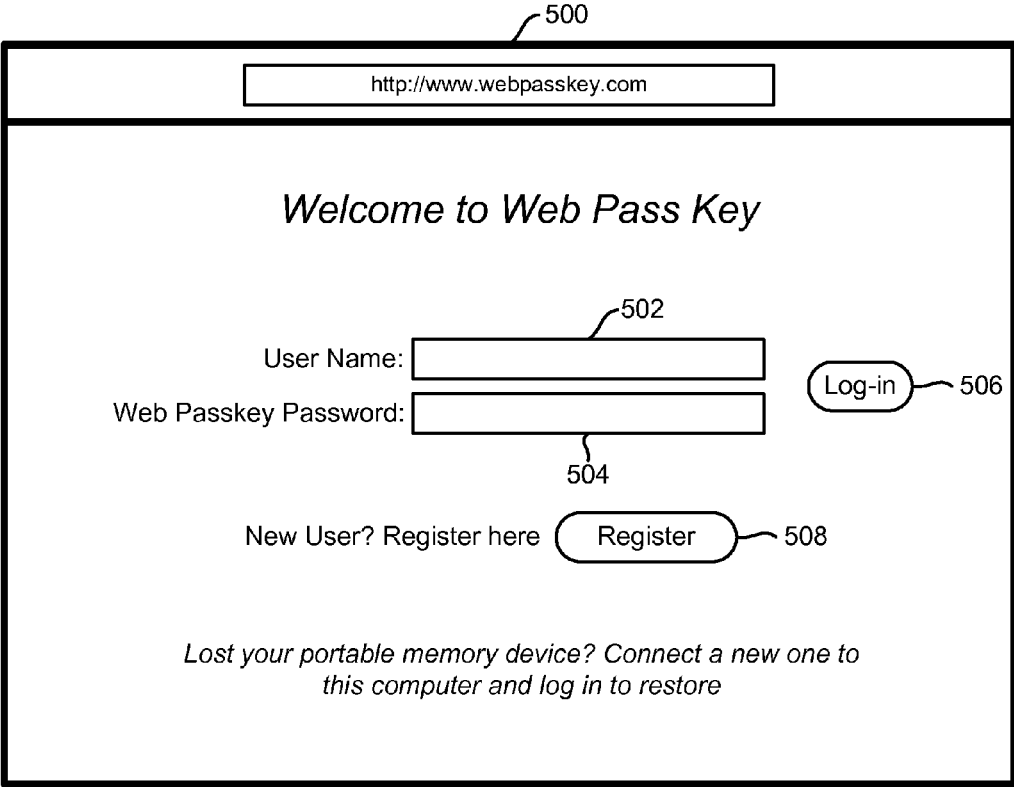 500
http://www.webpasskey.com
Welcome to Web Pass Key
502
User Name:
Log-in
506
Web Passkey Password:
504
New User? Register here
Register
508
Lost your portable memory device? Connect a new one to
this computer and log in to restore